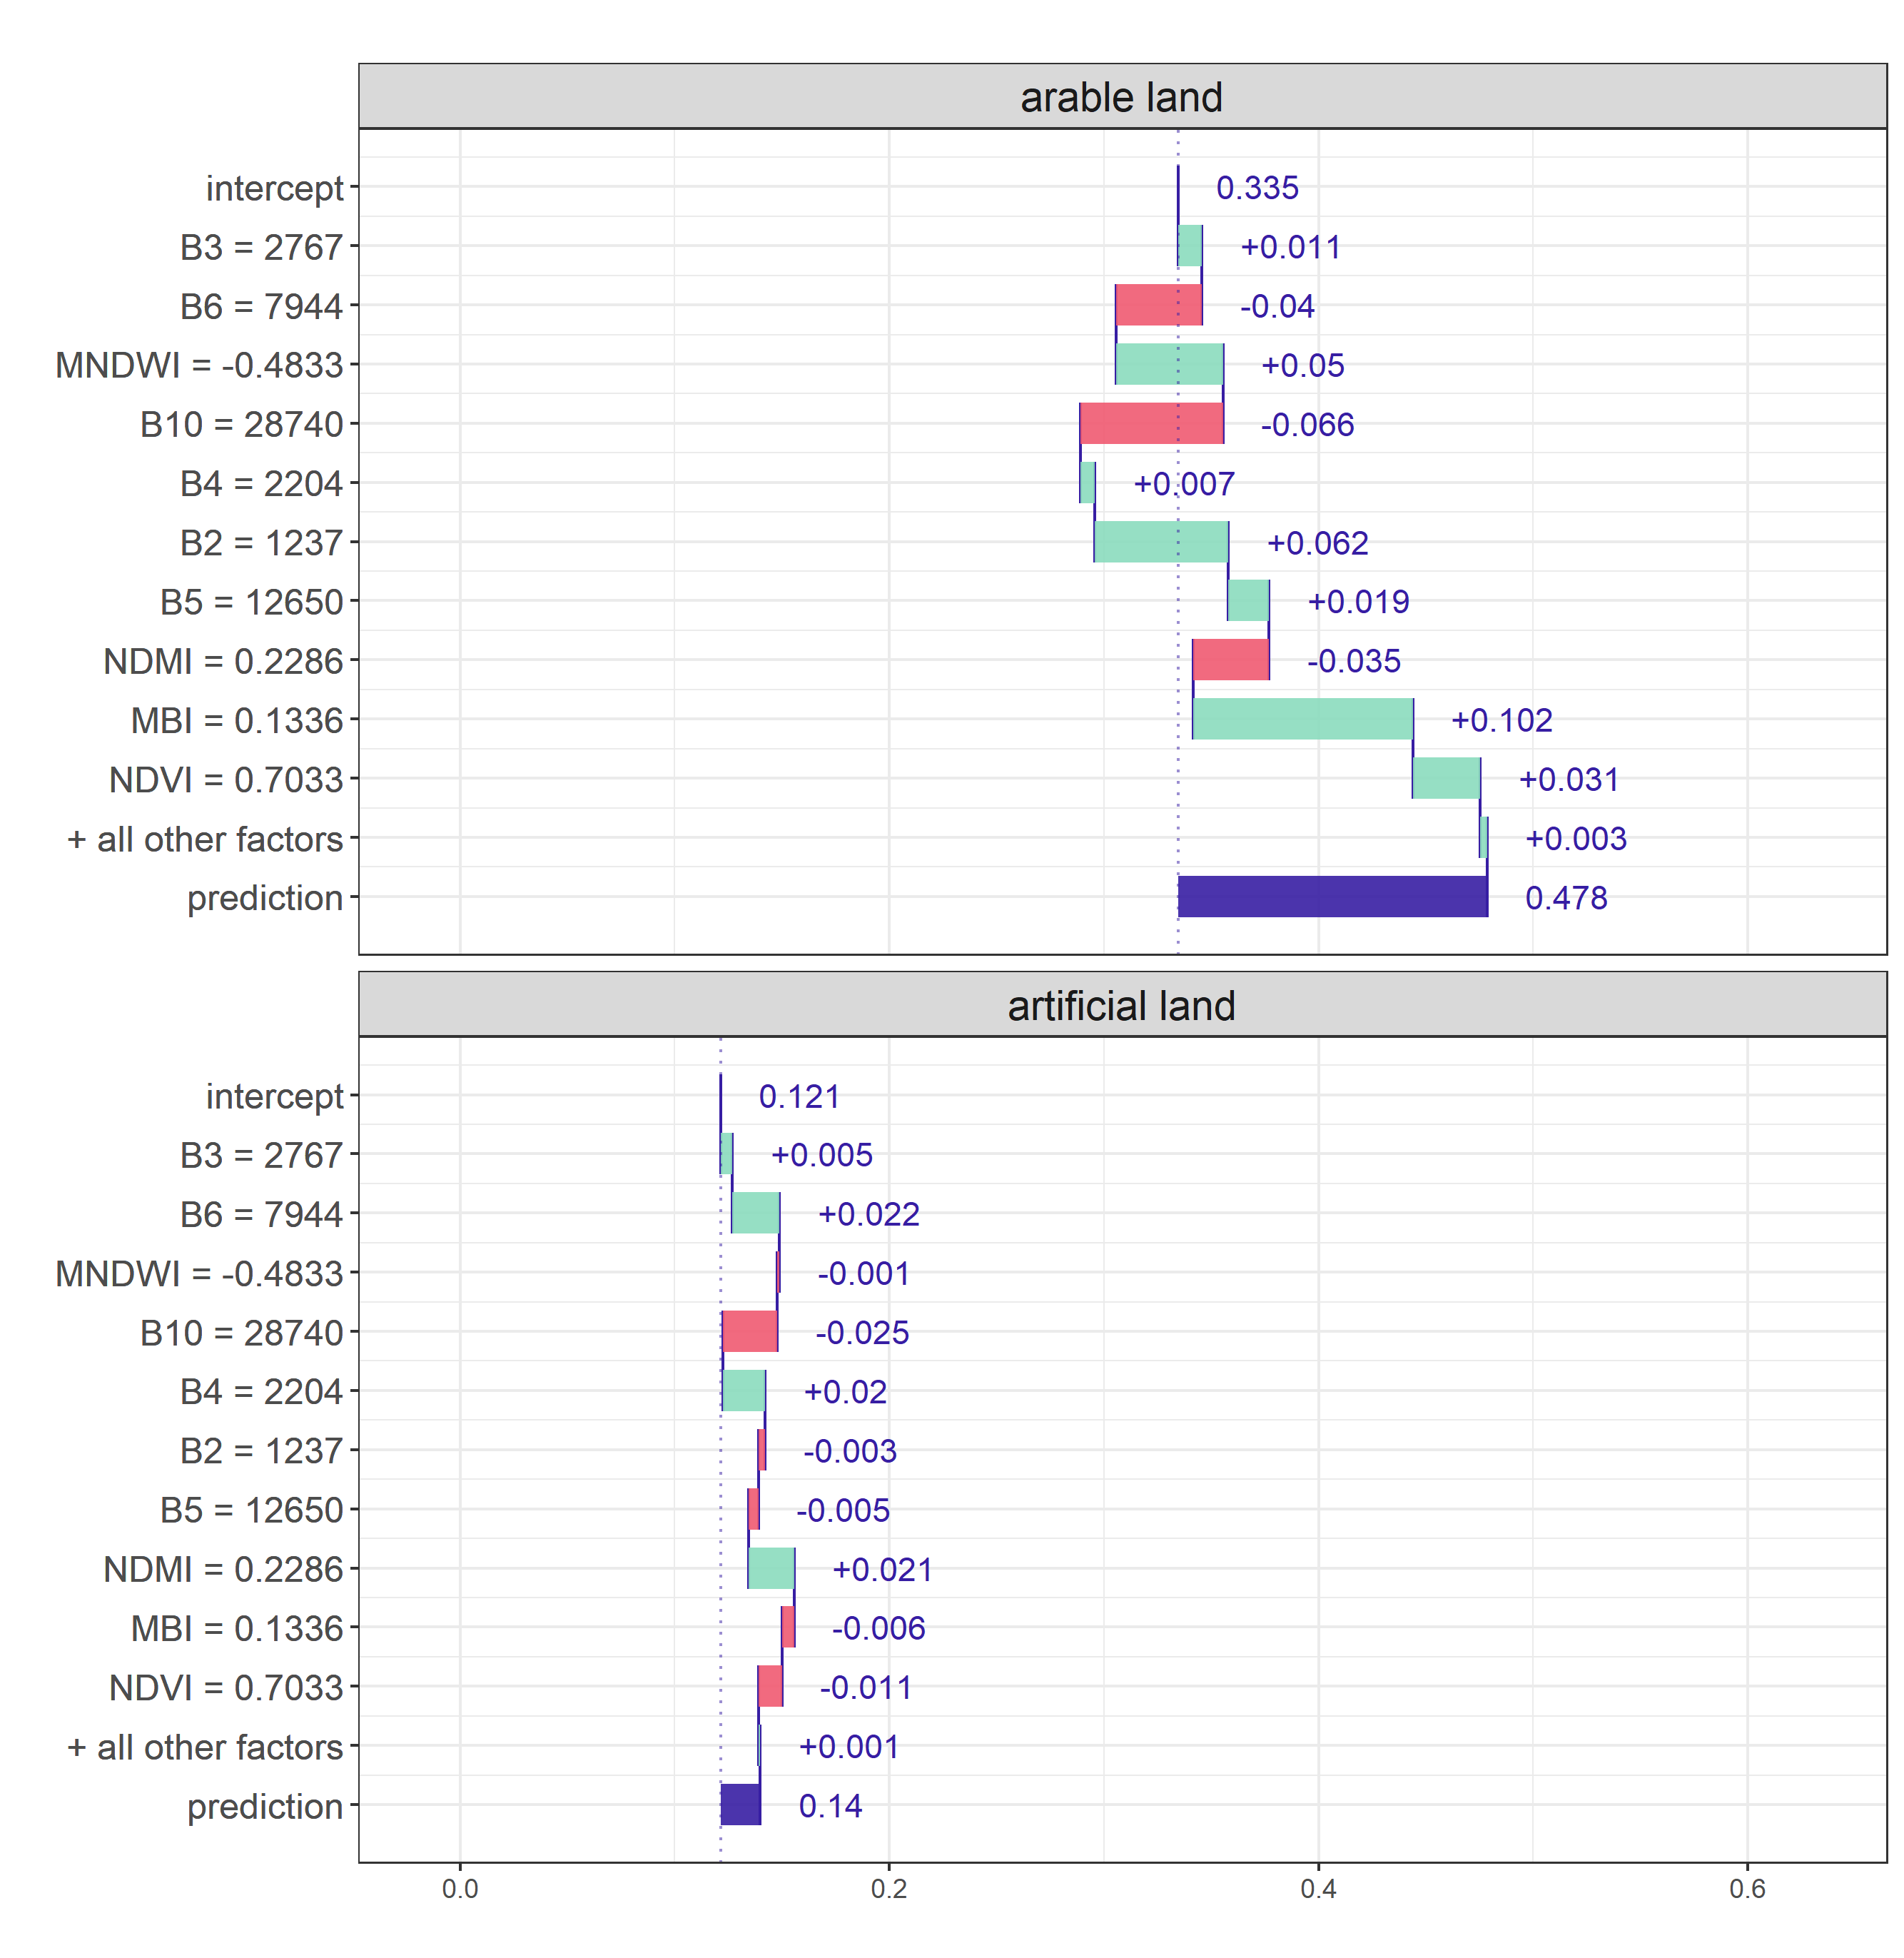 arable land
intercept 0.335
B3 = 2767 +0.011
B6 = 7944 -0.04
MNDWI = -0.4833 +0.05
B10 = 28740 -0.066
B4 = 2204 +0.007
B2 = 1237 +0.062
B5 = 12650 +0.019
NDMI = 0.2286 -0.035
MBI = 0.1336 +0.102
NDVI = 0.7033 +0.031
+ all other factors +0.003
prediction 0.478
artificial land
intercept 0.121
B3 = 2767 +0.005
B6 = 7944 +0.022
MNDWI = -0.4833 -0.001
B10 = 28740 -0.025
B4 = 2204 +0.02
B2 = 1237 -0.003
B5 = 12650 -0.005
NDMI = 0.2286 +0.021
MBI = 0.1336 -0.006
NDVI = 0.7033 -0.011
+ all other factors +0.001
prediction 0.14
0.0 0.2 0.4 0.6